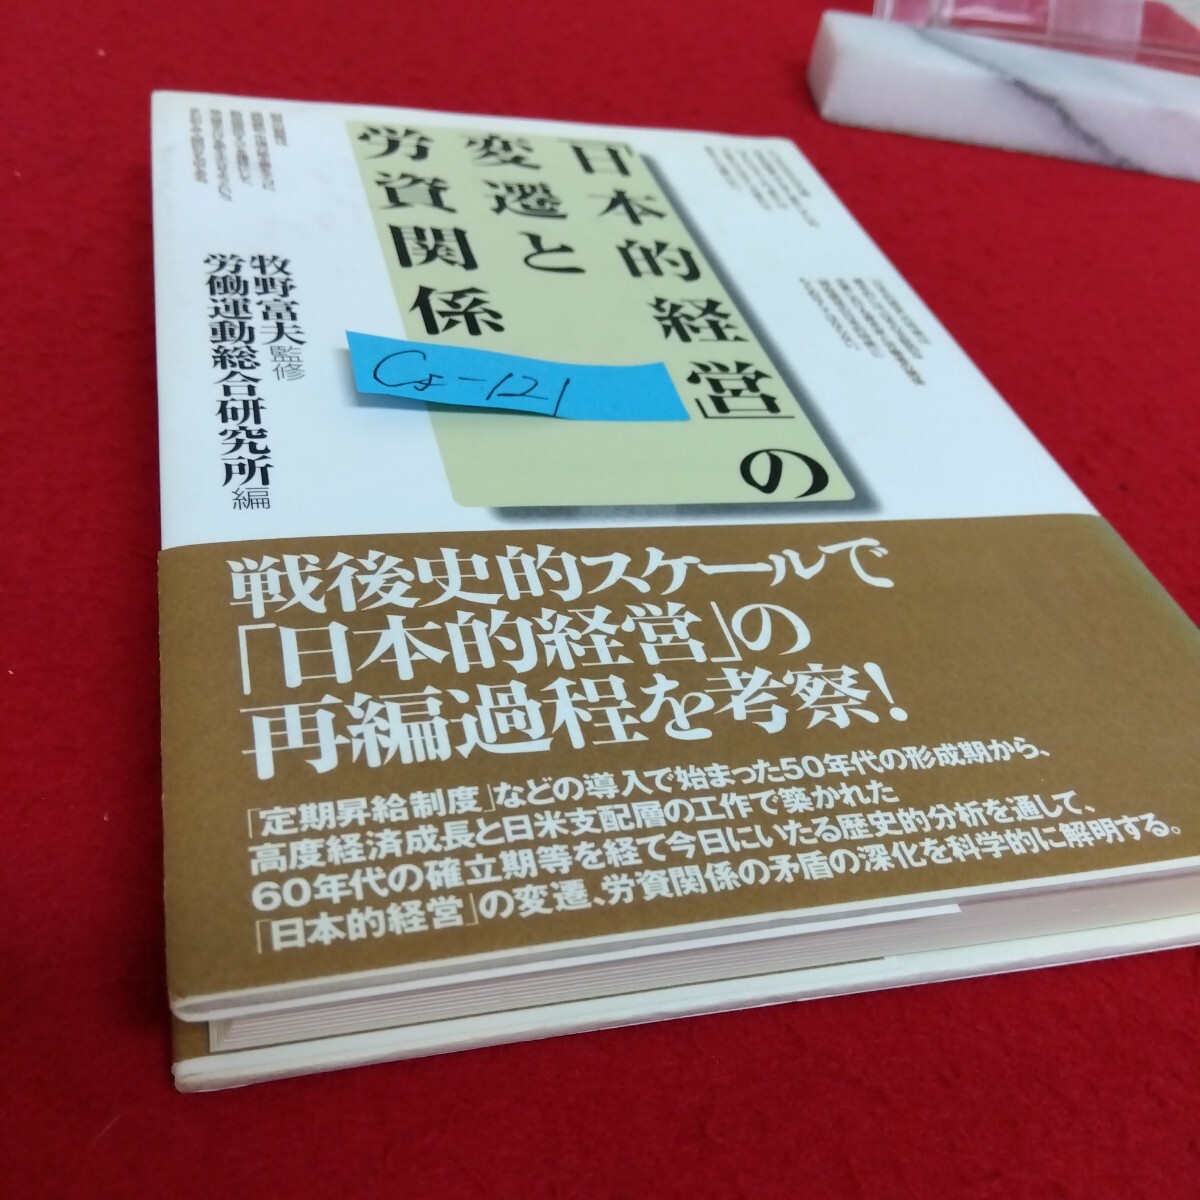 「日本的経営」の
変遷と
労資関係
牧野富夫監修
労働運動総合研究所編
Cs-121
戦後史的スケールで
「日本的経営」の
再編過程を考察!
「定期昇給制度」などの導入で始まった50年代の形成期から、
高度経済成長と日米支配層の工作で築かれた
60年代の確立期等を経て今日にいたる歴史的分析を通して、
「日本的経営」の変遷、労資関係の矛盾の深化を科学的に解明する。